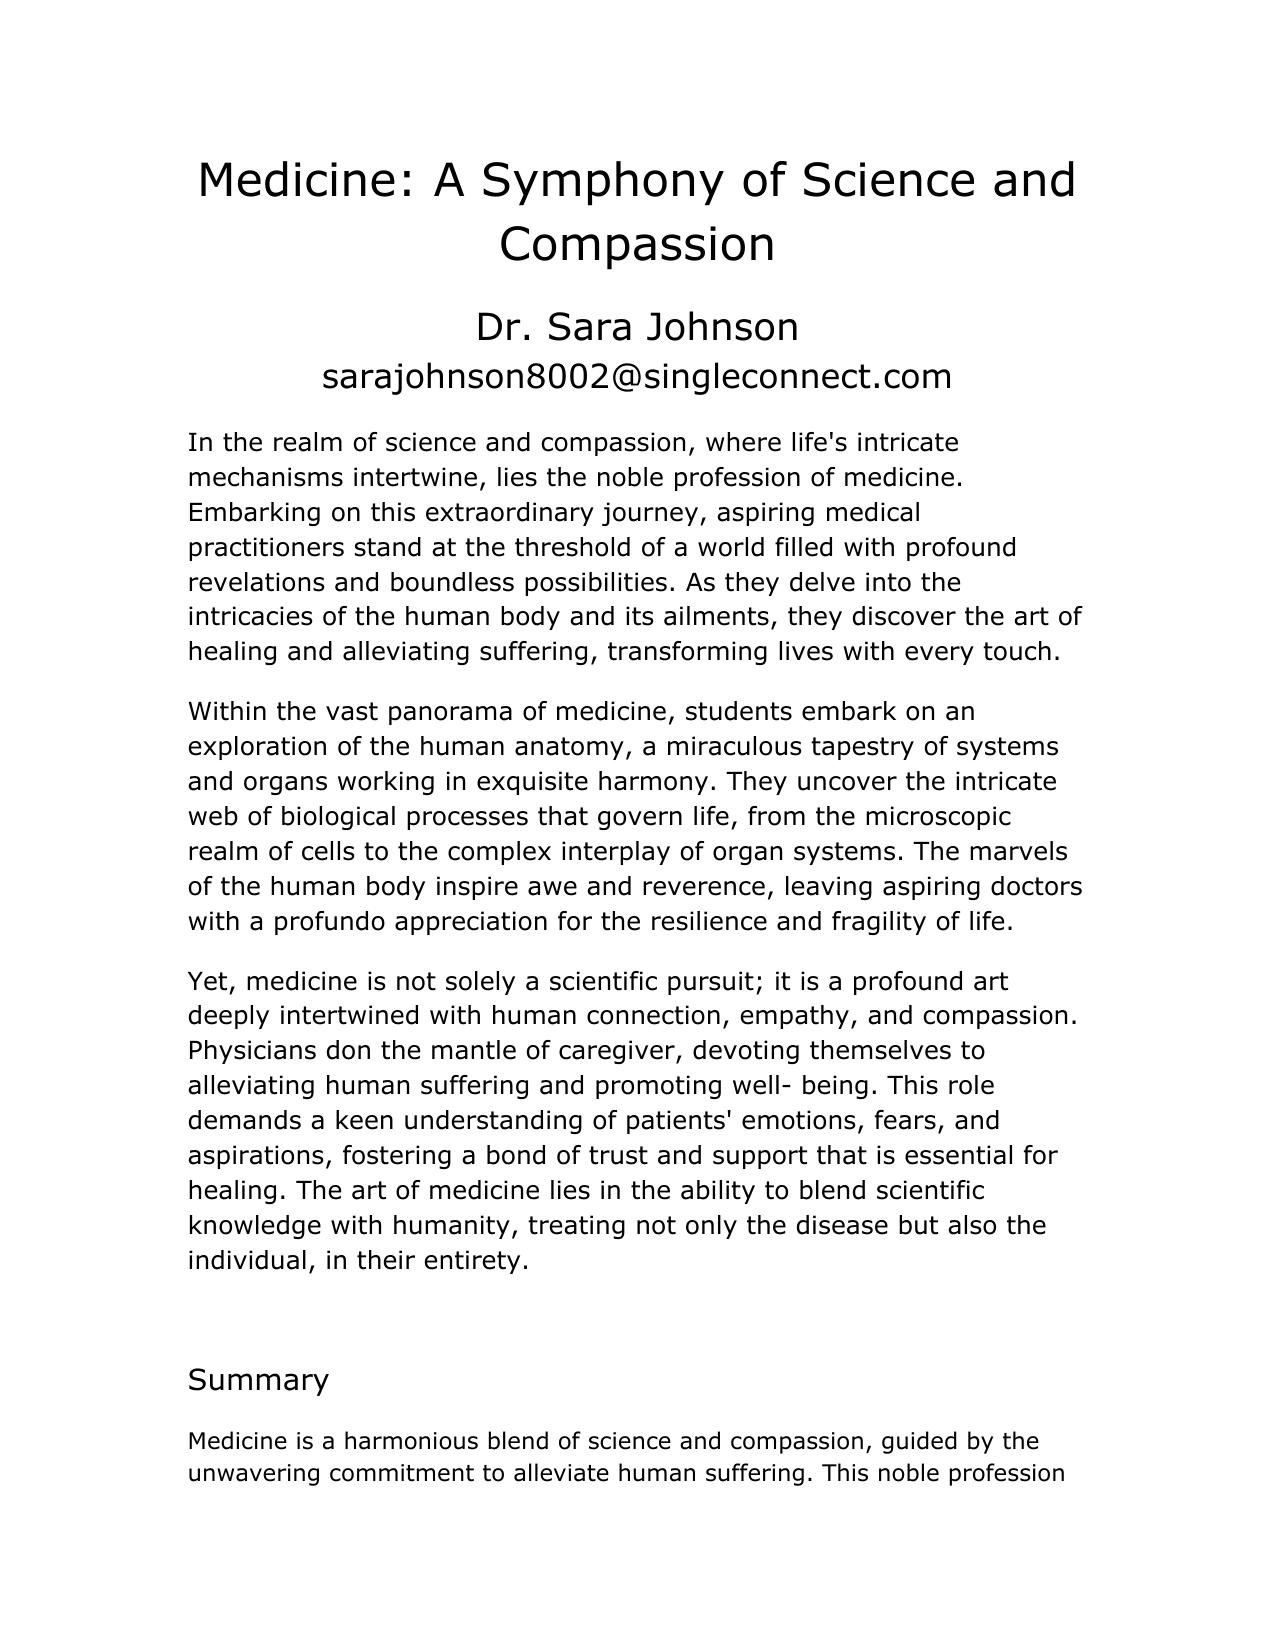 Medicine: A Symphony of Science and
Compassion
Dr. Sara Johnson
sarajohnson8002@singleconnect.com
In the realm of science and compassion, where life's intricate
mechanisms intertwine, lies the noble profession of medicine.
Embarking on this extraordinary journey, aspiring medical
practitioners stand at the threshold of a world filled with profound
revelations and boundless possibilities. As they delve into the
intricacies of the human body and its ailments, they discover the art of
healing and alleviating suffering, transforming lives with every touch.
Within the vast panorama of medicine, students embark on an
exploration of the human anatomy, a miraculous tapestry of systems
and organs working in exquisite harmony. They uncover the intricate
web of biological processes that govern life, from the microscopic
realm of cells to the complex interplay of organ systems. The marvels
of the human body inspire awe and reverence, leaving aspiring doctors
with a profundo appreciation for the resilience and fragility of life.
Yet, medicine is not solely a scientific pursuit; it is a profound art
deeply intertwined with human connection, empathy, and compassion.
Physicians don the mantle of caregiver, devoting themselves to
alleviating human suffering and promoting well- being. This role
demands a keen understanding of patients' emotions, fears, and
aspirations, fostering a bond of trust and support that is essential for
healing. The art of medicine lies in the ability to blend scientific
knowledge with humanity, treating not only the disease but also the
individual, in their entirety.
Summary
Medicine is a harmonious blend of science and compassion, guided by the
unwavering commitment to alleviate human suffering. This noble profession